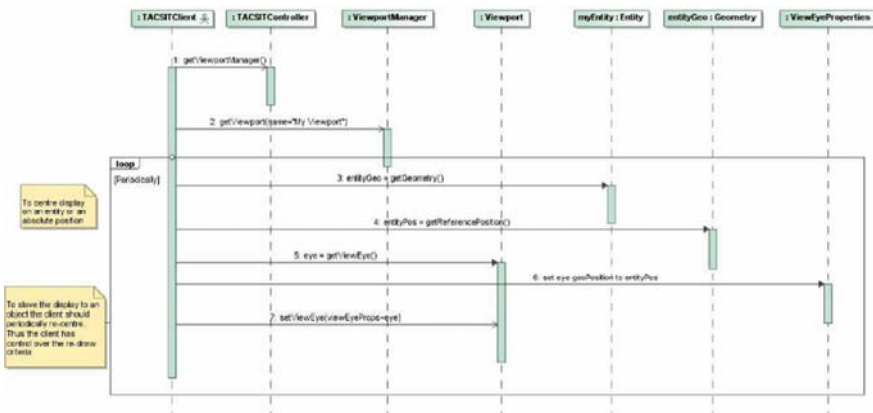 : TACSITClient
: TACSITController
: ViewportManager
: Viewport
myEntity : Entity
entityGeo : Geometry
: ViewEyeProperties
1: getViewportManager()
2: getViewport(name="My Viewport")
loop
[Periodically]
3: entityGeo = getGeometry()
To centre display
on an entity or an
absolute position
4: entityPos = getReferencePosition()
5: eye = getViewEye()
6: set eye geoPosition to entityPos
To slave the display to an
object the client should
periodically re-centre.
Thus the client has
control over the re-draw
criteria
7: setViewEye(viewEyeProps=eye)